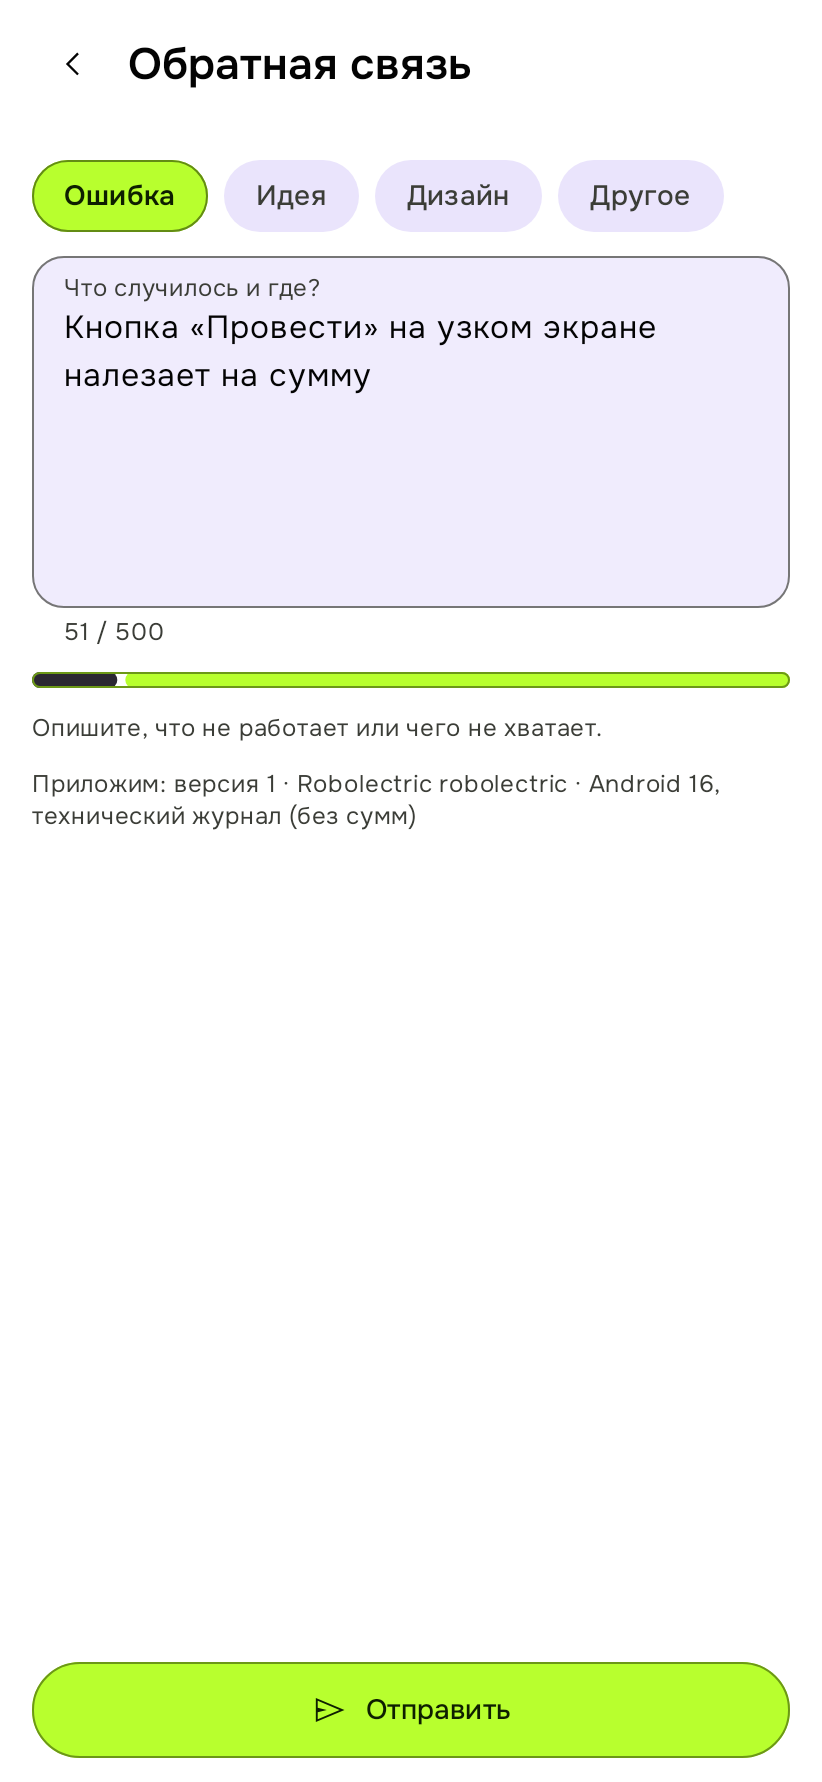 Обратная связь
Ошибка
Идея
Дизайн
Другое
Что случилось и где?
Кнопка «Провести» на узком экране
налезает на сумму
51 / 500
Опишите, что не работает или чего не хватает.
Приложим: версия 1 · Robolectric robolectric · Android 16,
технический журнал (без сумм)
Отправить